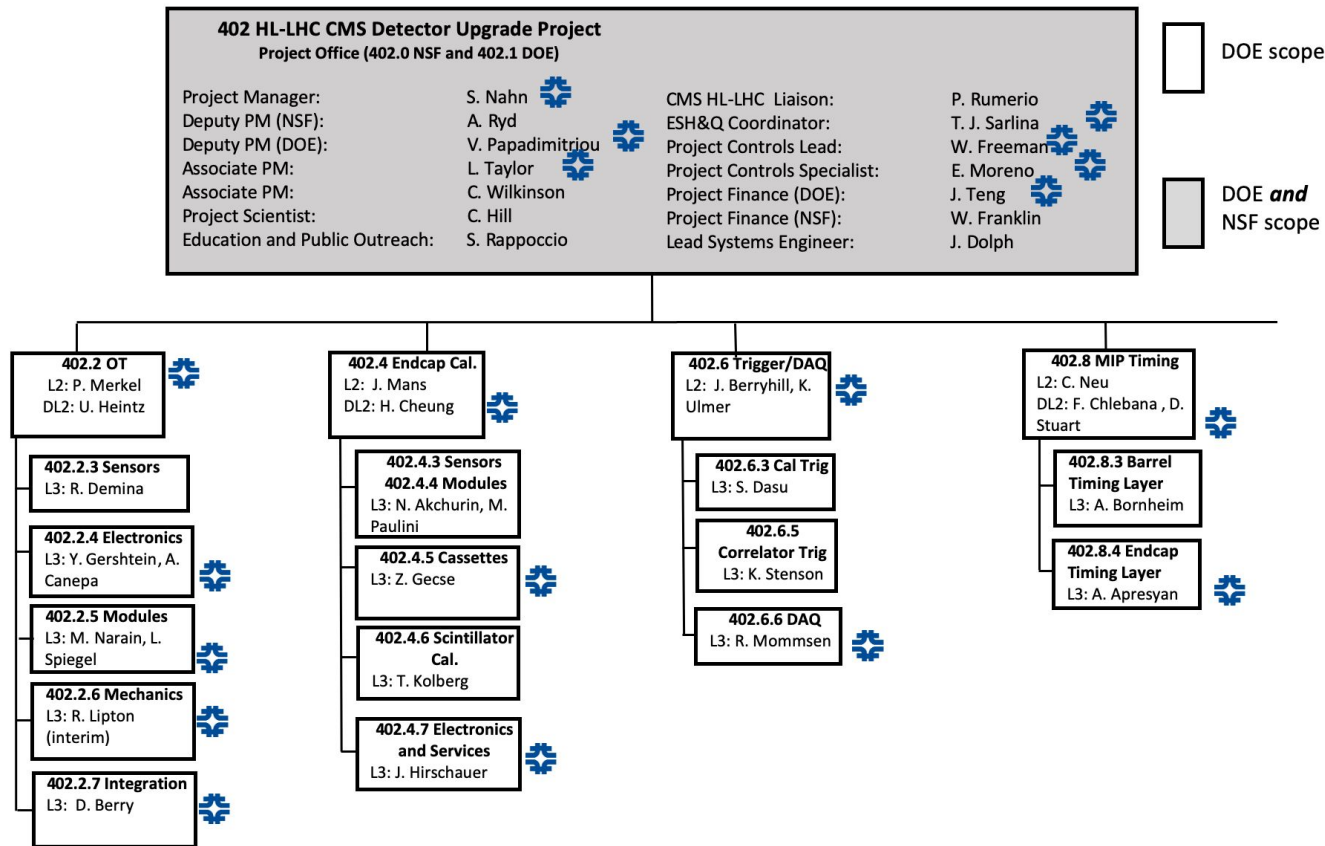 402 HL-LHC CMS Detector Upgrade Project
Project Office (402.0 NSF and 402.1 DOE)
Project Manager: S. Nahn
Deputy PM (NSF): A. Ryd
Deputy PM (DOE): V. Papadimitriou
Associate PM: L. Taylor
Associate PM: C. Wilkinson
Project Scientist: C. Hill
Education and Public Outreach: S. Rappoccio
CMS HL-LHC Liaison: P. Rumerio
ESH&Q Coordinator: T. J. Sarlina
Project Controls Lead: W. Freeman
Project Controls Specialist: E. Moreno
Project Finance (DOE): J. Teng
Project Finance (NSF): W. Franklin
Lead Systems Engineer: J. Dolph
DOE scope
DOE and
NSF scope
402.2 OT
L2: P. Merkel
DL2: U. Heintz
402.2.3 Sensors
L3: R. Demina
402.2.4 Electronics
L3: Y. Gershtein, A.
Canepa
402.2.5 Modules
L3: M. Narain, L.
Spiegel
402.2.6 Mechanics
L3: R. Lipton
(interim)
402.2.7 Integration
L3: D. Berry
402.4 Endcap Cal.
L2: J. Mans
DL2: H. Cheung
402.4.3 Sensors
402.4.4 Modules
L3: N. Akchurin, M.
Paulini
402.4.5 Cassettes
L3: Z. Gecse
402.4.6 Scintillator
Cal.
L3: T. Kolberg
402.4.7 Electronics
and Services
L3: J. Hirschauer
402.6 Trigger/DAQ
L2: J. Berryhill, K.
Ulmer
402.6.3 Cal Trig
L3: S. Dasu
402.6.5
Correlator Trig
L3: K. Stenson
402.6.6 DAQ
L3: R. Mommsen
402.8 MIP Timing
L2: C. Neu
DL2: F. Chlebana , D.
Stuart
402.8.3 Barrel
Timing Layer
L3: A. Bornheim
402.8.4 Endcap
Timing Layer
L3: A. Apresyan